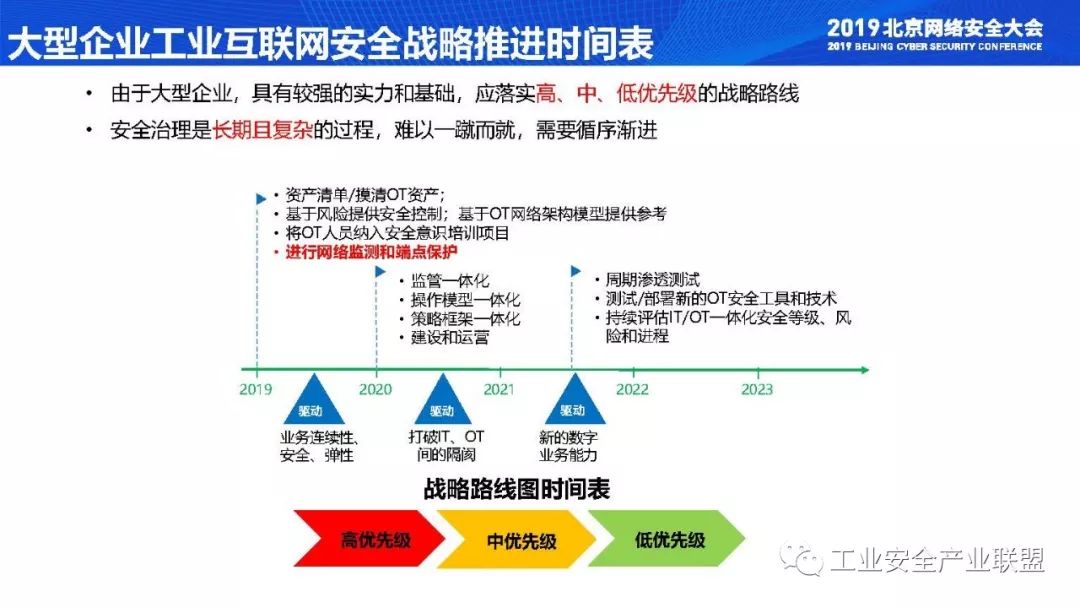 大型企业工业互联网安全战略推进时间表
2019北京网络安全大会
2019 BEIJING CYBER SECURITY CONFERENCE
• 由于大型企业，具有较强的实力和基础，应落实高、中、低优先级的战略路线
• 安全治理是长期且复杂的过程，难以一蹴而就，需要循序渐进
• 资产清单/摸清OT资产；
• 基于风险提供安全控制；基于OT网络架构模型提供参考
• 将OT人员纳入安全意识培训项目
• 进行网络监测和端点保护
• 监管一体化
• 操作模型一体化
• 策略框架一体化
• 建设和运营
• 周期渗透测试
• 测试/部署新的OT安全工具和技术
• 持续评估IT/OT一体化安全等级、风
险和进程
2019 2020 2021 2022 2023
驱动 驱动 驱动
业务连续性、
安全、弹性
打破IT、OT
间的隔阂
新的数字
业务能力
战略路线图时间表
高优先级 中优先级 低优先级
工业安全产业联盟